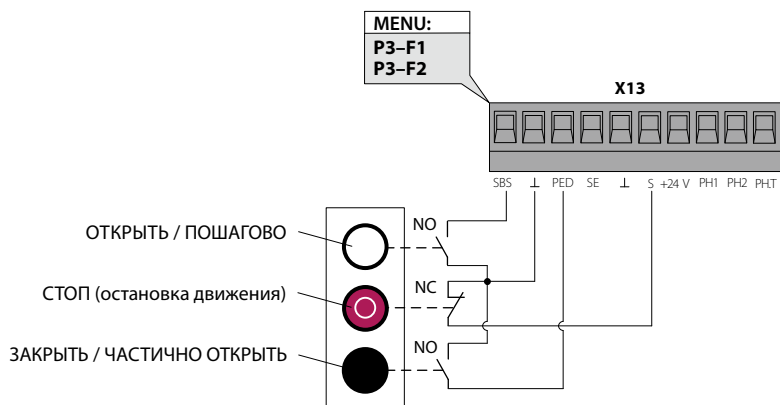 MENU:
P3–F1
P3–F2
X13
SBS ⊥ PED SE ⊥ S +24 V PH1 PH2 PH.T
ОТКРЫТЬ / ПОШАГОВО
NO
СТОП (остановка движения)
NC
ЗАКРЫТЬ / ЧАСТИЧНО ОТКРЫТЬ
NO